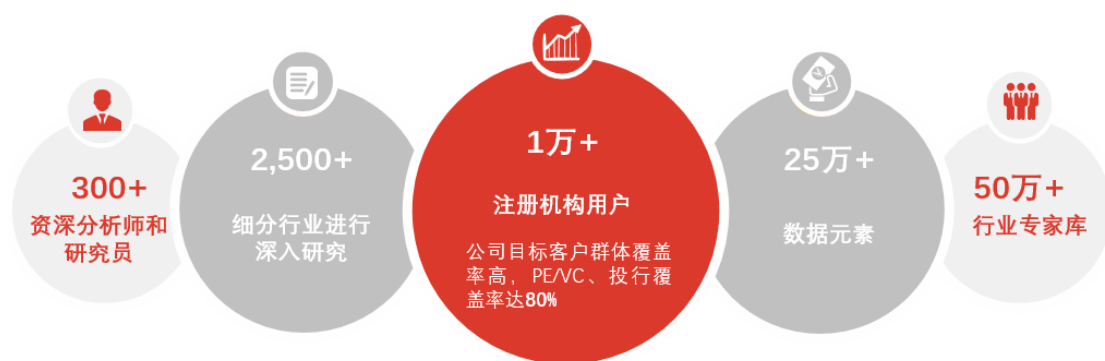 300+
资深分析师和
研究员
2,500+
细分行业进行
深入研究
1万+
注册机构用户
公司目标客户群体覆盖
率高，PE/VC、投行覆
盖率达80%
25万+
数据元素
50万+
行业专家库